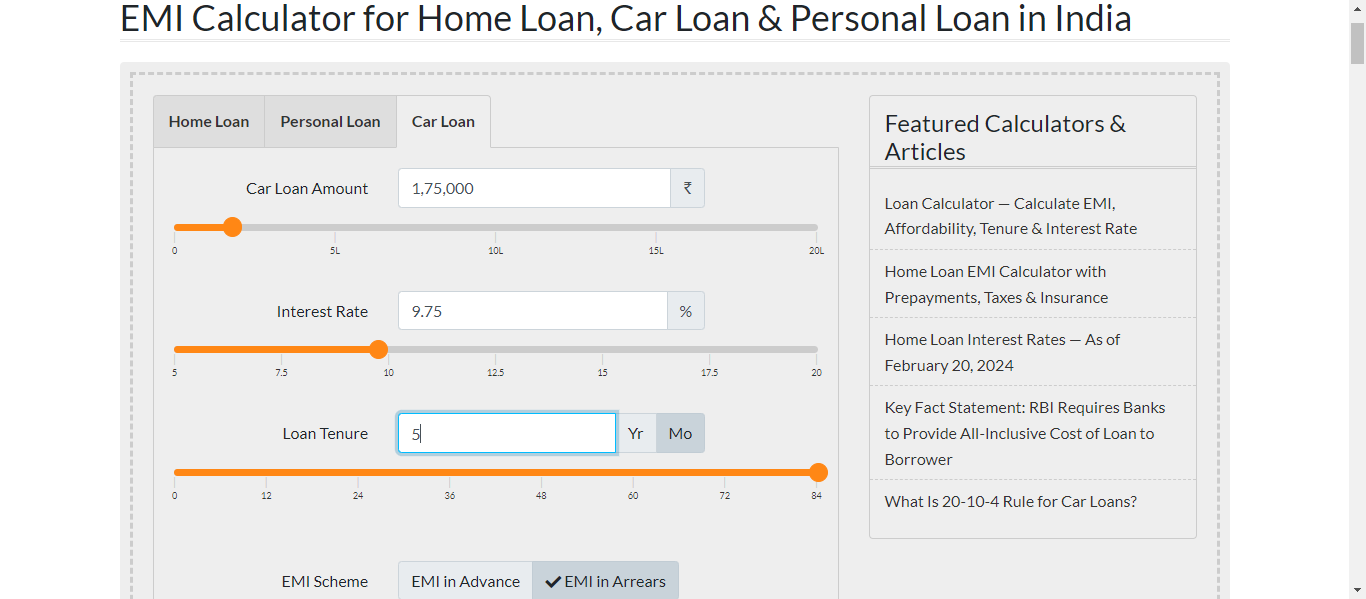 EMI Calculator for Home Loan, Car Loan & Personal Loan in India
Home Loan
Personal Loan
Car Loan
Car Loan Amount
1,75,000
₹
0
5L
10L
15L
20L
Interest Rate
9.75
%
5
7.5
10
12.5
15
17.5
20
Loan Tenure
5
Yr
Mo
0
12
24
36
48
60
72
84
EMI Scheme
EMI in Advance
EMI in Arrears
Featured Calculators &
Articles
Loan Calculator — Calculate EMI,
Affordability, Tenure & Interest Rate
Home Loan EMI Calculator with
Prepayments, Taxes & Insurance
Home Loan Interest Rates — As of
February 20, 2024
Key Fact Statement: RBI Requires Banks
to Provide All-Inclusive Cost of Loan to
Borrower
What Is 20-10-4 Rule for Car Loans?